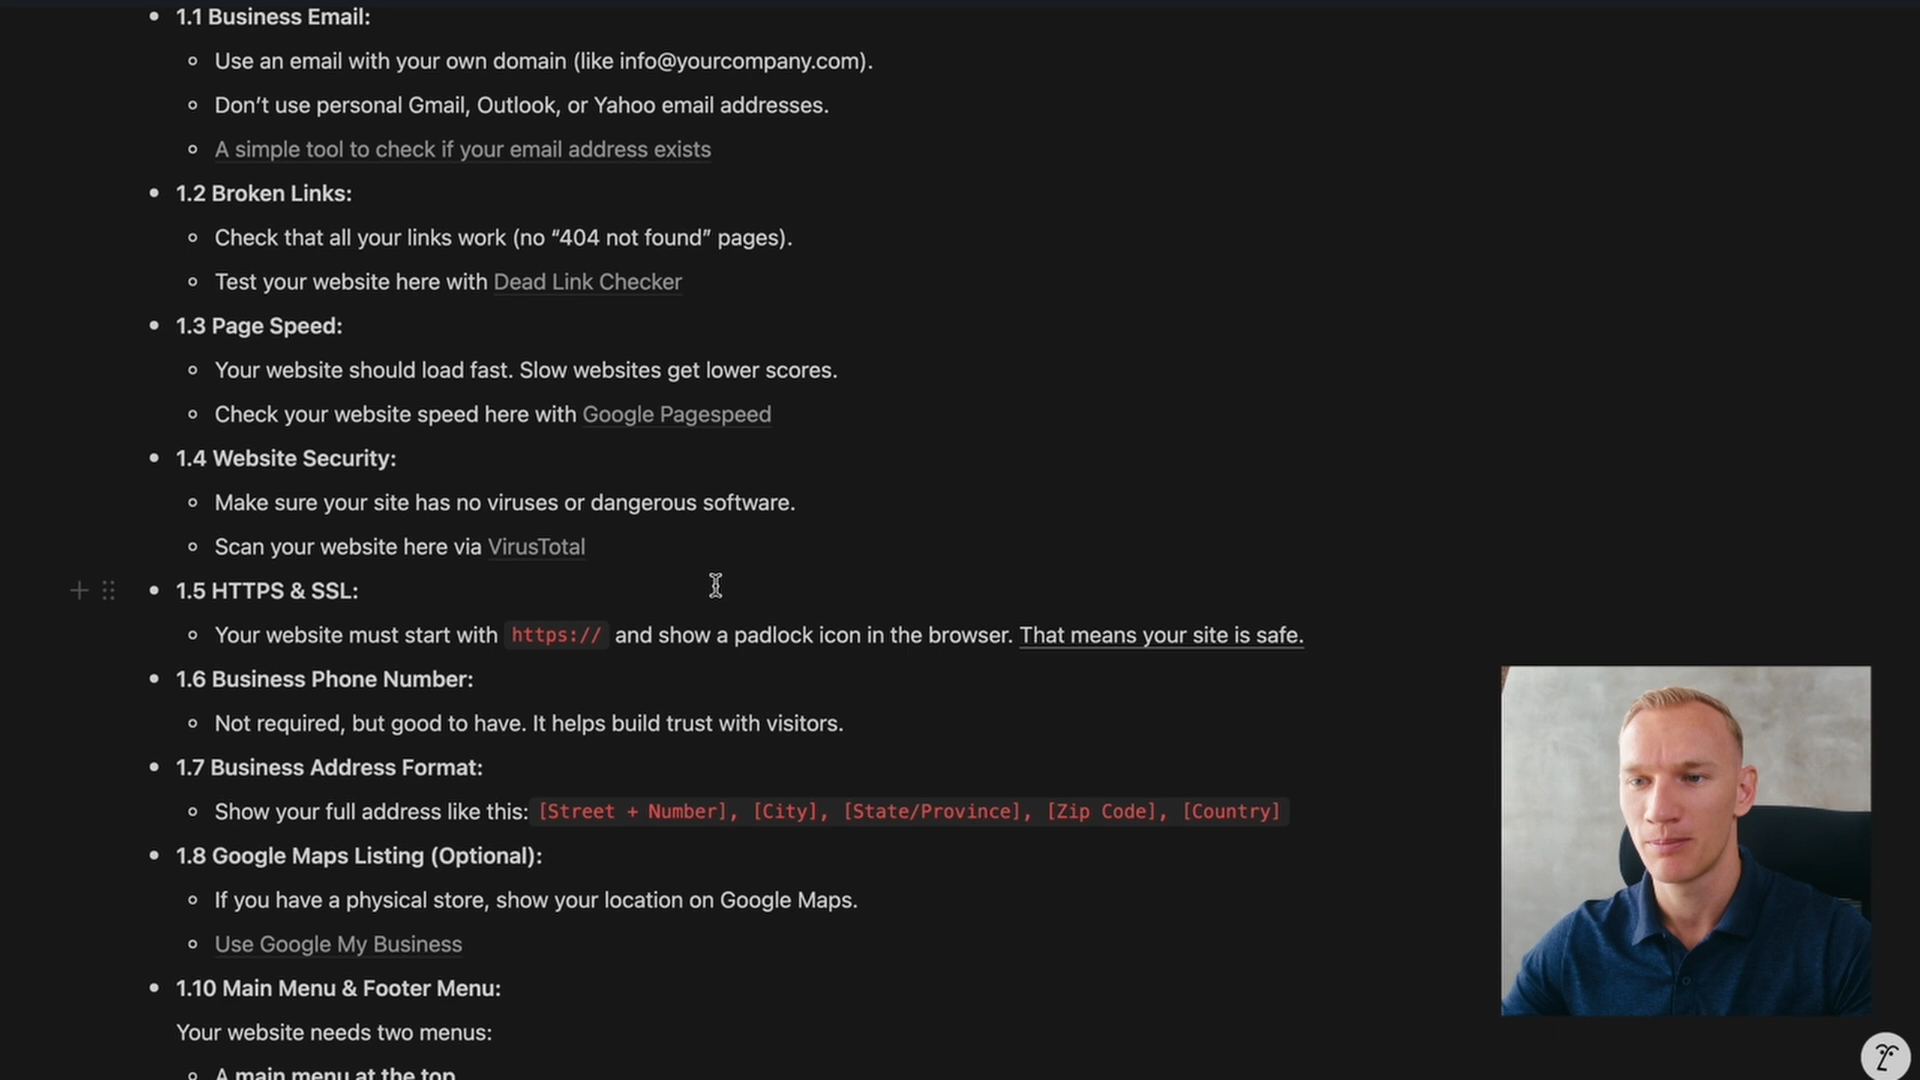 1.1 Business Email:
Use an email with your own domain (like info@yourcompany.com).
Don’t use personal Gmail, Outlook, or Yahoo email addresses.
A simple tool to check if your email address exists
1.2 Broken Links:
Check that all your links work (no “404 not found” pages).
Test your website here with Dead Link Checker
1.3 Page Speed:
Your website should load fast. Slow websites get lower scores.
Check your website speed here with Google Pagespeed
1.4 Website Security:
Make sure your site has no viruses or dangerous software.
Scan your website here via VirusTotal
1.5 HTTPS & SSL:
Your website must start with https:// and show a padlock icon in the browser. That means your site is safe.
1.6 Business Phone Number:
Not required, but good to have. It helps build trust with visitors.
1.7 Business Address Format:
Show your full address like this: [Street + Number], [City], [State/Province], [Zip Code], [Country]
1.8 Google Maps Listing (Optional):
If you have a physical store, show your location on Google Maps.
Use Google My Business
1.10 Main Menu & Footer Menu:
Your website needs two menus:
A main menu at the top